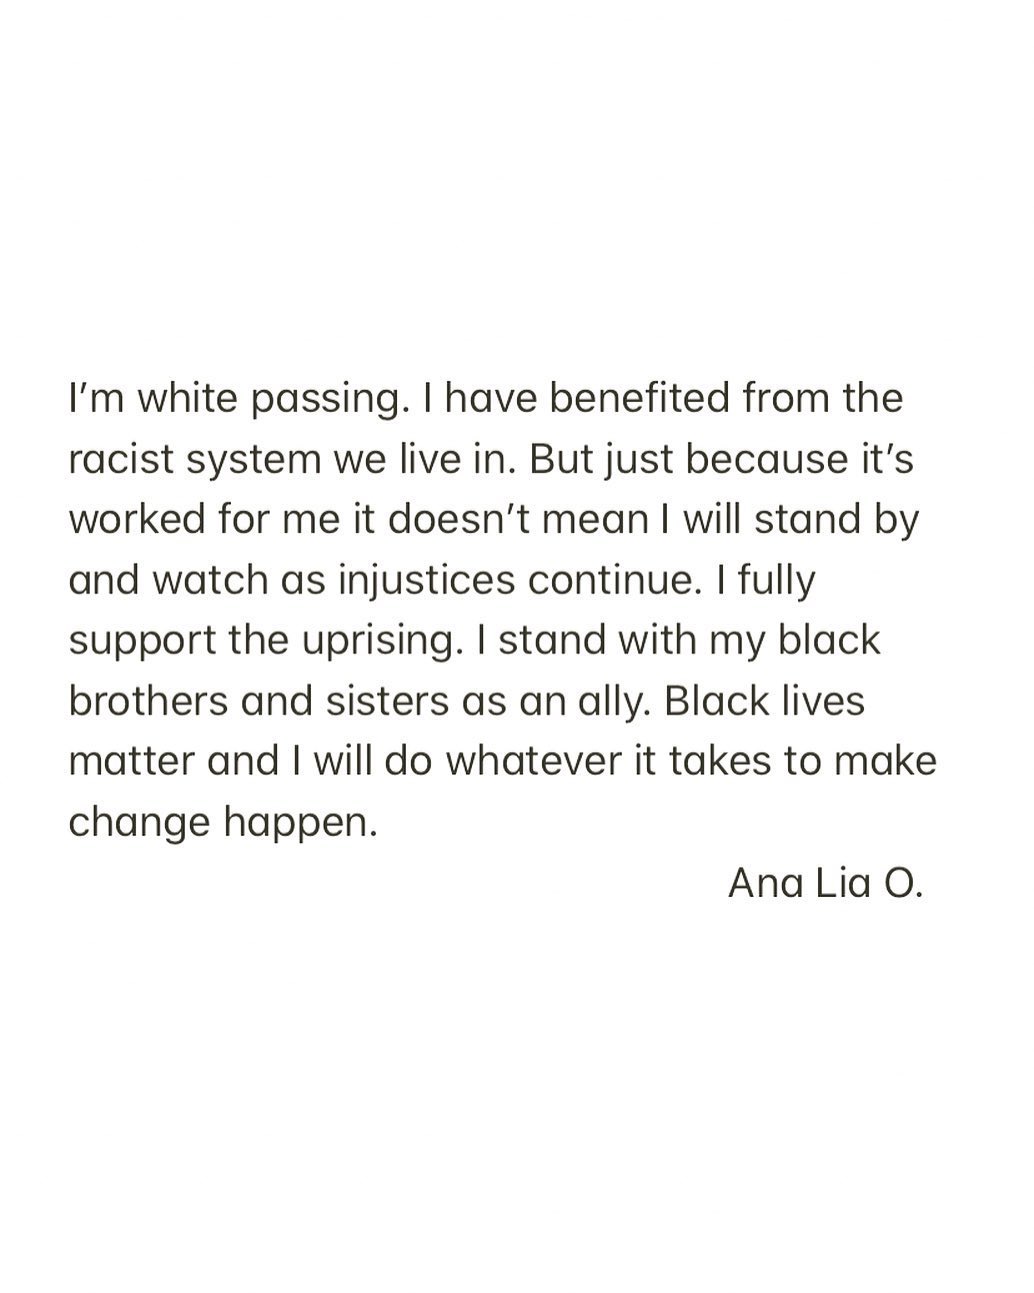 I’m white passing. I have benefited from the
racist system we live in. But just because it’s
worked for me it doesn’t mean I will stand by
and watch as injustices continue. I fully
support the uprising. I stand with my black
brothers and sisters as an ally. Black lives
matter and I will do whatever it takes to make
change happen.
Ana Lia O.